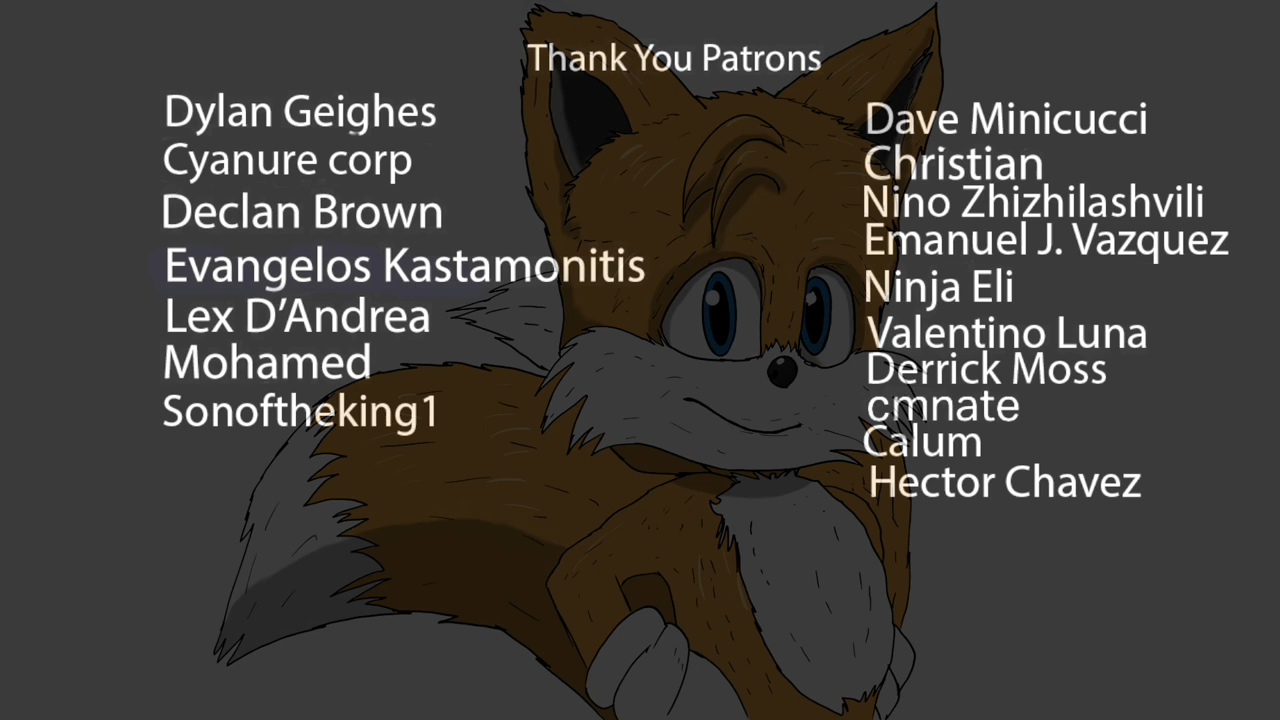 Thank You Patrons
Dylan Geighes
Cyanure corp
Declan Brown
Evangelos Kastamonitis
Lex D’Andrea
Mohamed
Sonoftheking1
Dave Minicucci
Christian
Nino Zhizhilashvili
Emanuel J. Vazquez
Ninja Eli
Valentino Luna
Derrick Moss
cmnate
Calum
Hector Chavez